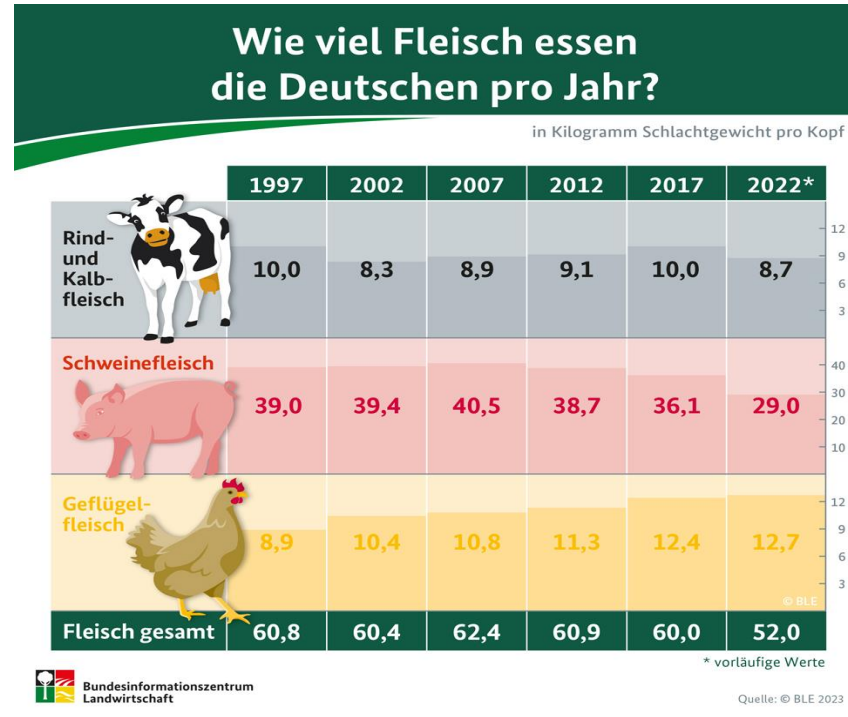 Wie viel Fleisch essen
die Deutschen pro Jahr?
in Kilogramm Schlachtgewicht pro Kopf
1997 2002 2007 2012 2017 2022*
Rind-
und
Kalb-
fleisch
10,0 8,3 8,9 9,1 10,0 8,7
12
9
6
3
Schweinefleisch
39,0 39,4 40,5 38,7 36,1 29,0
40
30
20
10
Geflügel-
fleisch
8,9 10,4 10,8 11,3 12,4 12,7
12
9
6
3
© BLE
Fleisch gesamt 60,8 60,4 62,4 60,9 60,0 52,0
* vorläufige Werte
Bundesinformationszentrum
Landwirtschaft
Quelle: © BLE 2023